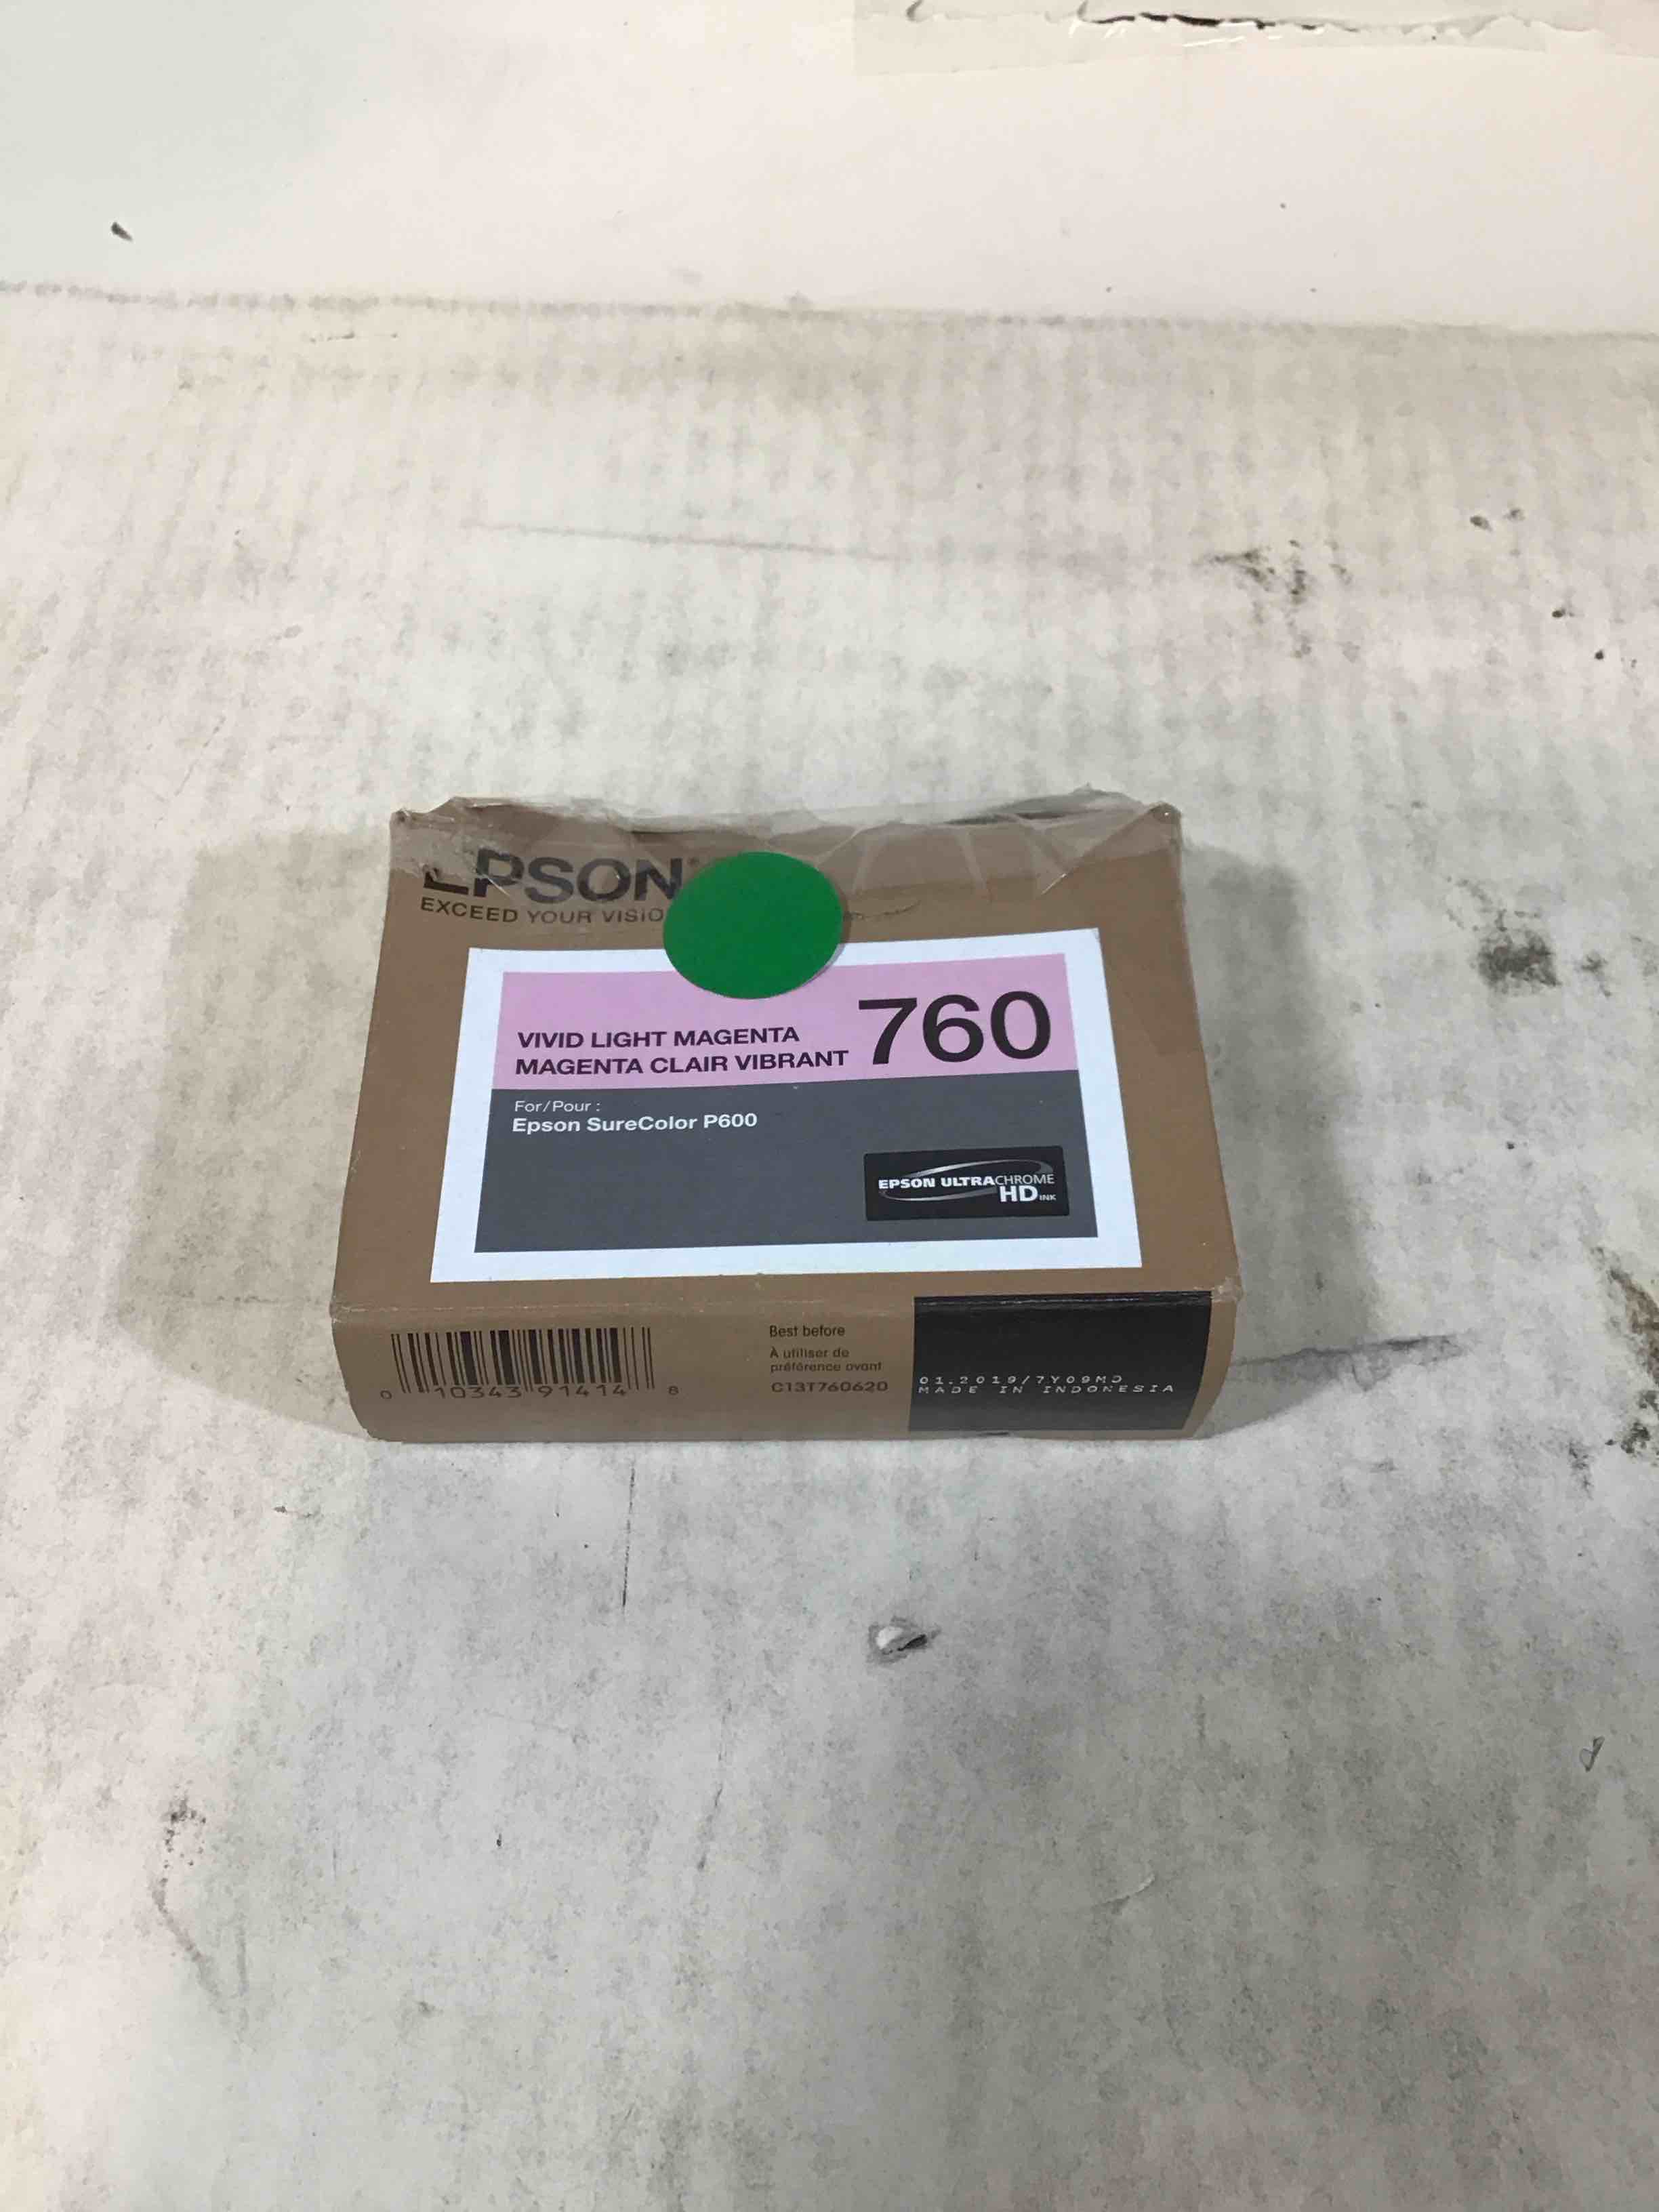 EPSON
EXCEED YOUR VISIO
VIVID LIGHT MAGENTA
MAGENTA CLAIR VIBRANT
760
For/Pour :
Epson SureColor P600
EPSON ULTRACHROME
HD INK
0 10343 91414 8
Best before
À utiliser de
préférence avant
C13T760620
01.2019/7Y09MD
MADE IN INDONESIA